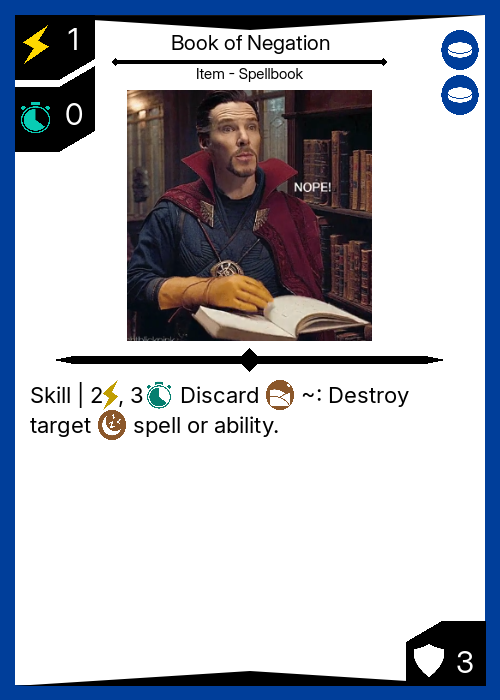 1
Book of Negation
Item - Spellbook
0
NOPE!
Skill | 2, 3 Discard ~: Destroy
target spell or ability.
3